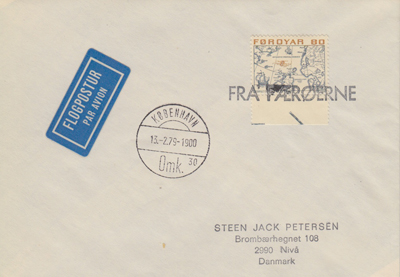 FØROYAR 80
FLOGPOSTUR
PAR AVION
FRA FÆRØERNE
KØBENHAVN
13.-2.79-1900
Omk. 30
STEEN JACK PETERSEN
Brombærhegnet 108
2990 Nivå
Danmark